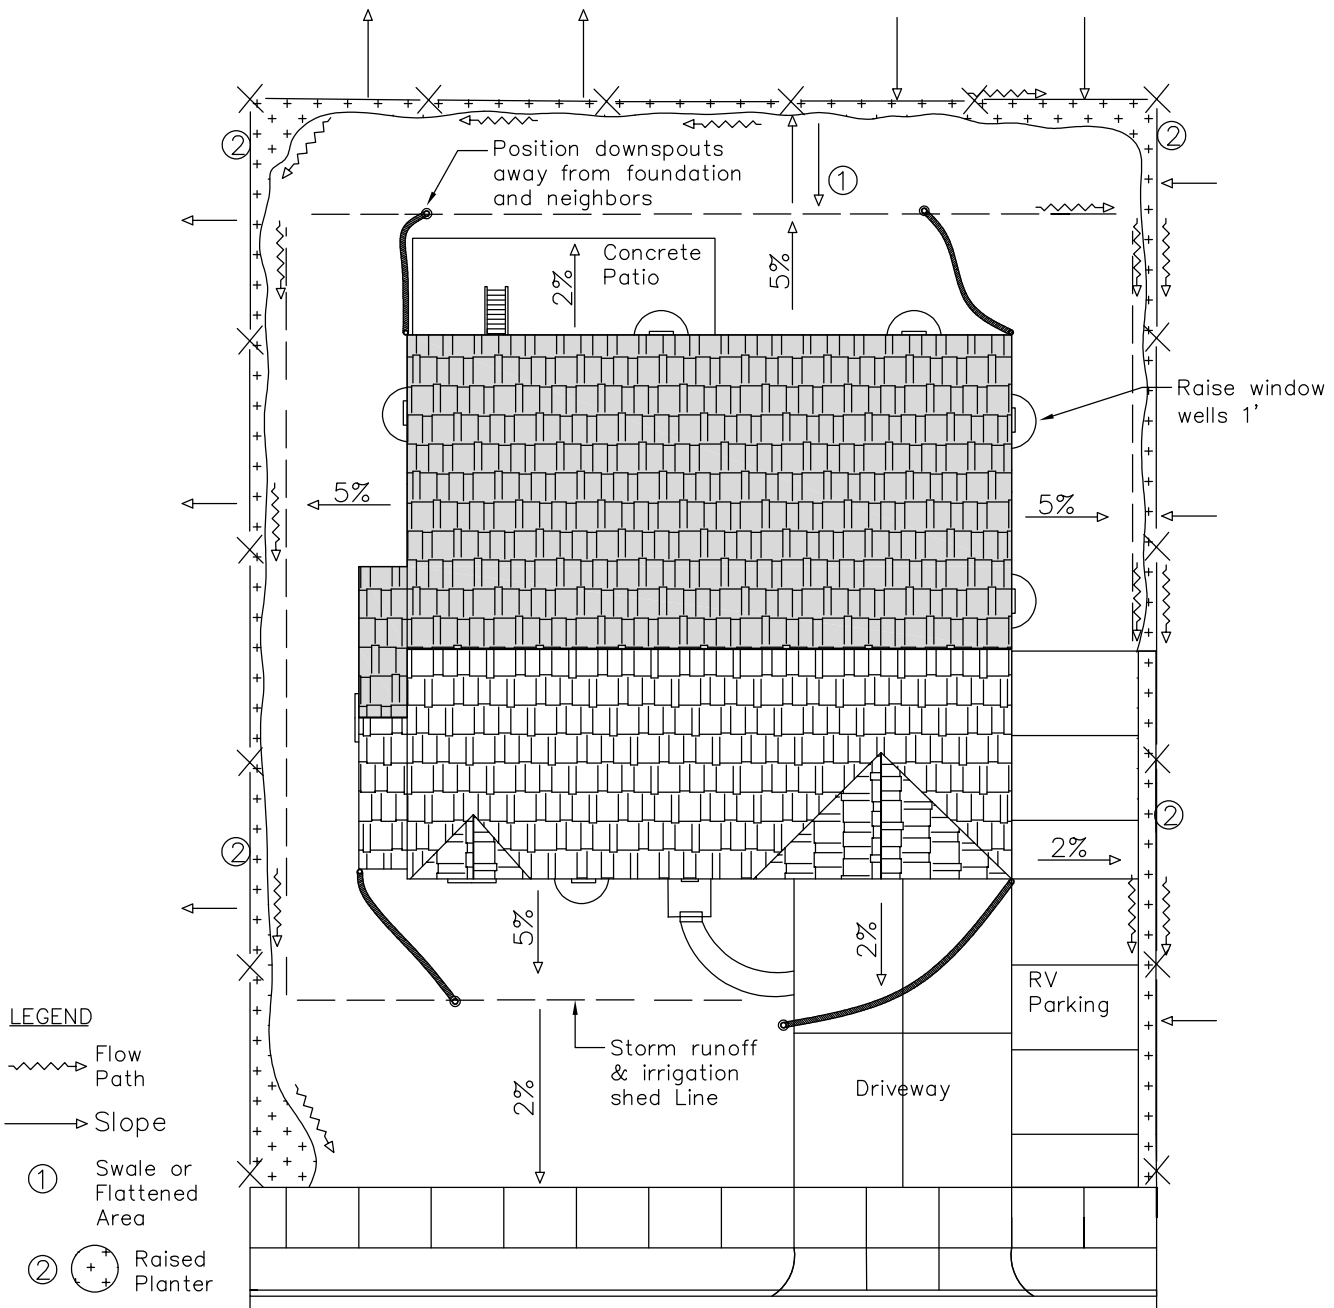 2
2
Position downspouts
away from foundation
and neighbors
1
Concrete
Patio
2%
5%
Raise window
wells 1'
5%
5%
2
2
2%
5%
2%
RV
Parking
LEGEND
Flow
Path
Storm runoff
& irrigation
shed Line
2%
Driveway
Slope
1
Swale or
Flattened
Area
2
Raised
Planter